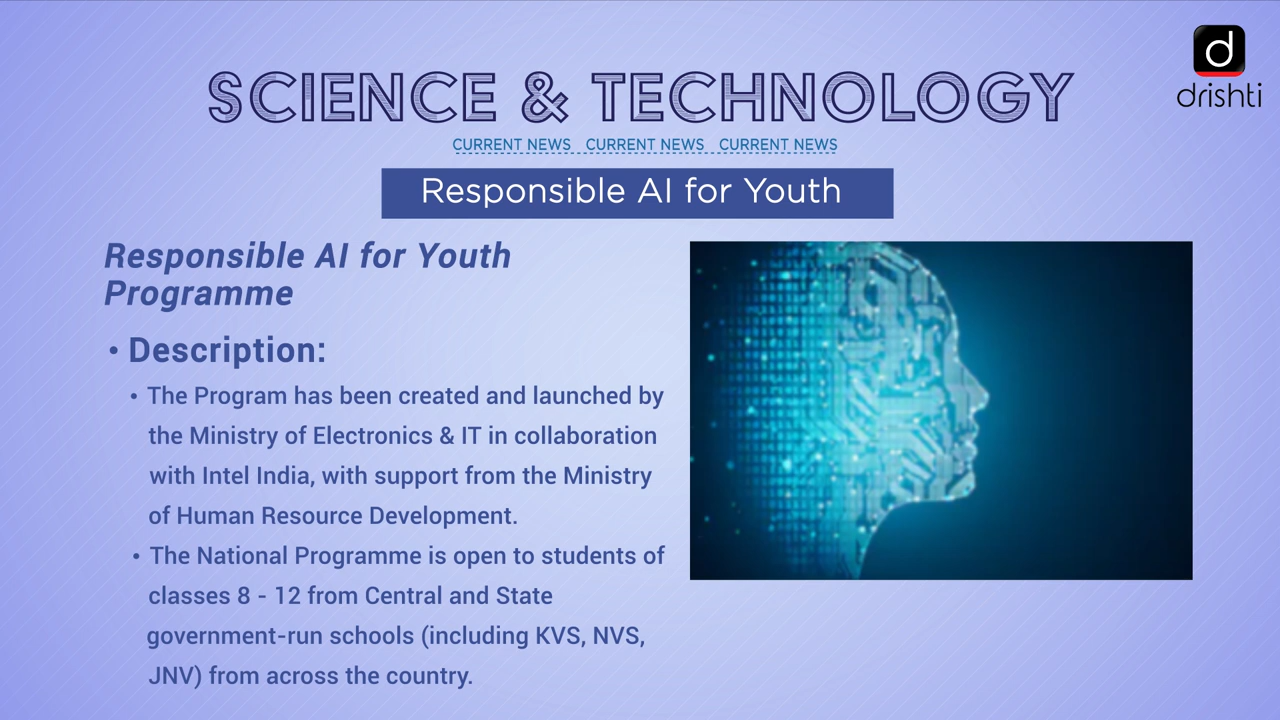 d
drishti
SCIENCE & TECHNOLOGY
CURRENT NEWS CURRENT NEWS CURRENT NEWS
Responsible AI for Youth
Responsible AI for Youth
Programme
• Description:
• The Program has been created and launched by
the Ministry of Electronics & IT in collaboration
with Intel India, with support from the Ministry
of Human Resource Development.
• The National Programme is open to students of
classes 8 - 12 from Central and State
government-run schools (including KVS, NVS,
JNV) from across the country.